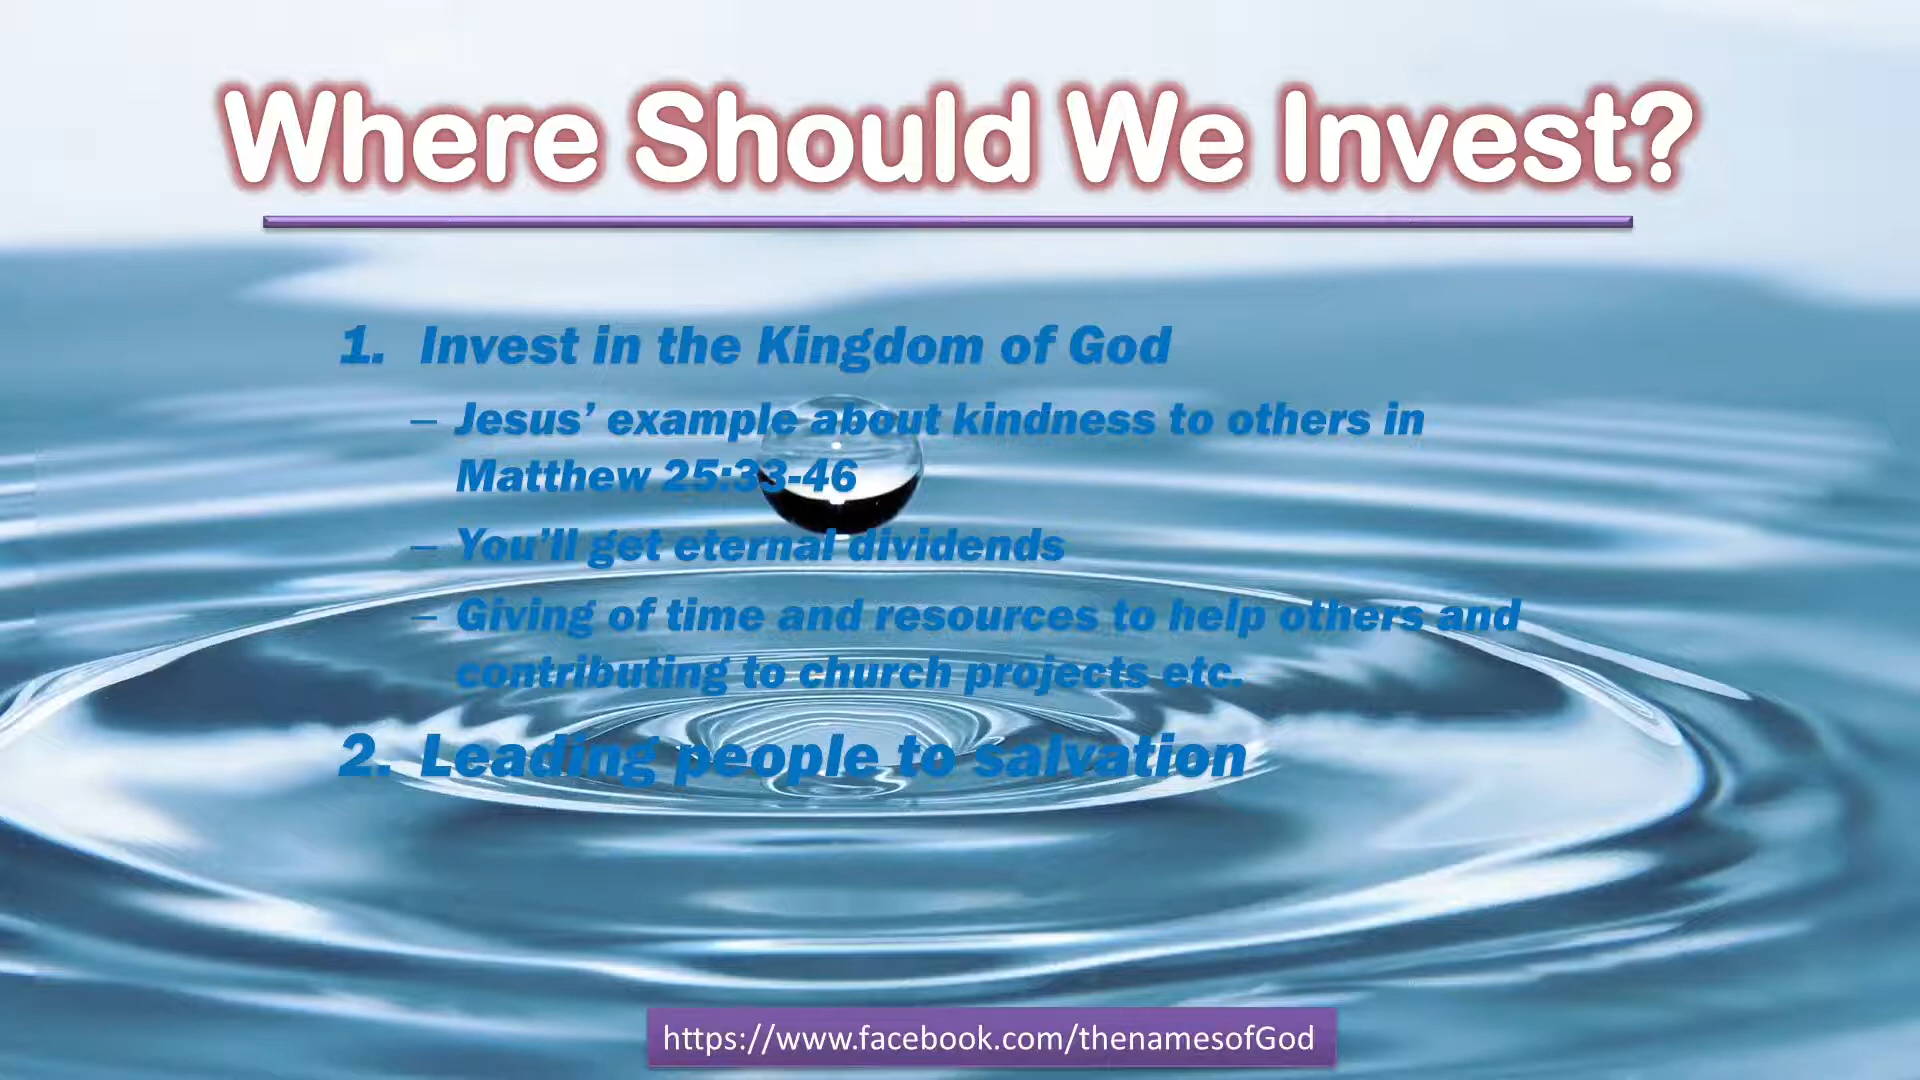 Where Should We Invest?
1. Invest in the Kingdom of God
– Jesus’ example about kindness to others in
Matthew 25:33-46
– You’ll get eternal dividends
– Giving of time and resources to help others and
contributing to church projects etc.
2. Leading people to salvation
https://www.facebook.com/thenamesofGod